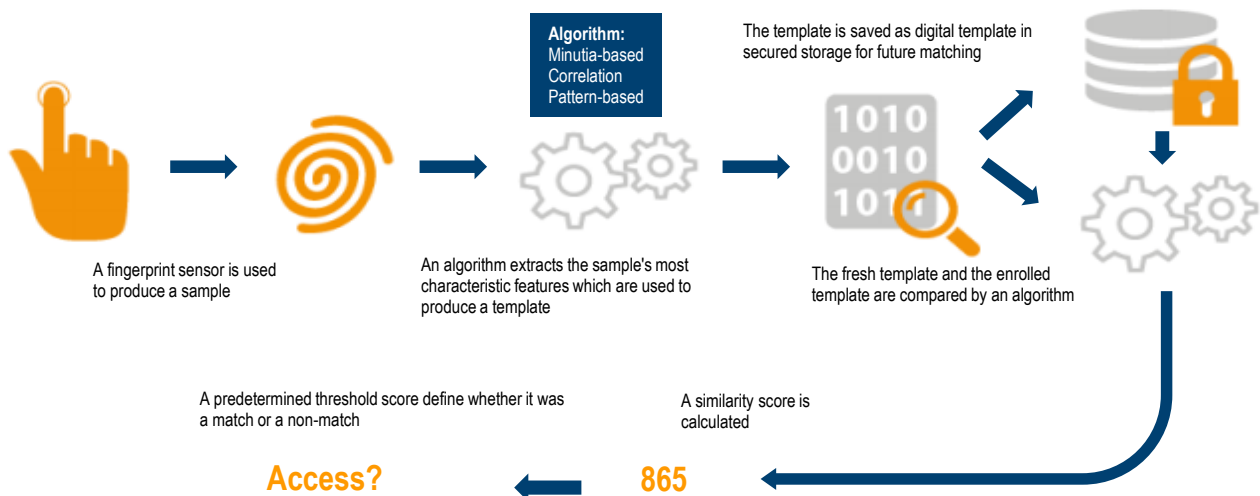 Algorithm:
Minutia-based
Correlation
Pattern-based
The template is saved as digital template in
secured storage for future matching
1010
0010
1011
A fingerprint sensor is used
to produce a sample
An algorithm extracts the sample's most
characteristic features which are used to
produce a template
The fresh template and the enrolled
template are compared by an algorithm
A predetermined threshold score define whether it was
a match or a non-match
A similarity score is
calculated
Access?
865